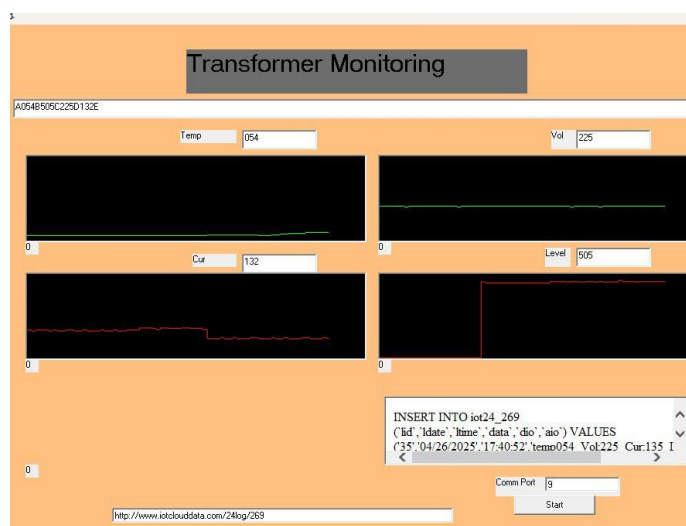 Transformer Monitoring
A054B505C225D132E
Temp 054
Vol 225
0
0
Cur 132
Level 505
0
0
INSERT INTO iot24_269
('lid','ldate','ltime','data','dio','aio') VALUES
('35','04/26/2025','17:40:52','temp054 Vol:225 Cur:135
0
Comm Port 9
Start
http://www.iotclouddata.com/24log/269